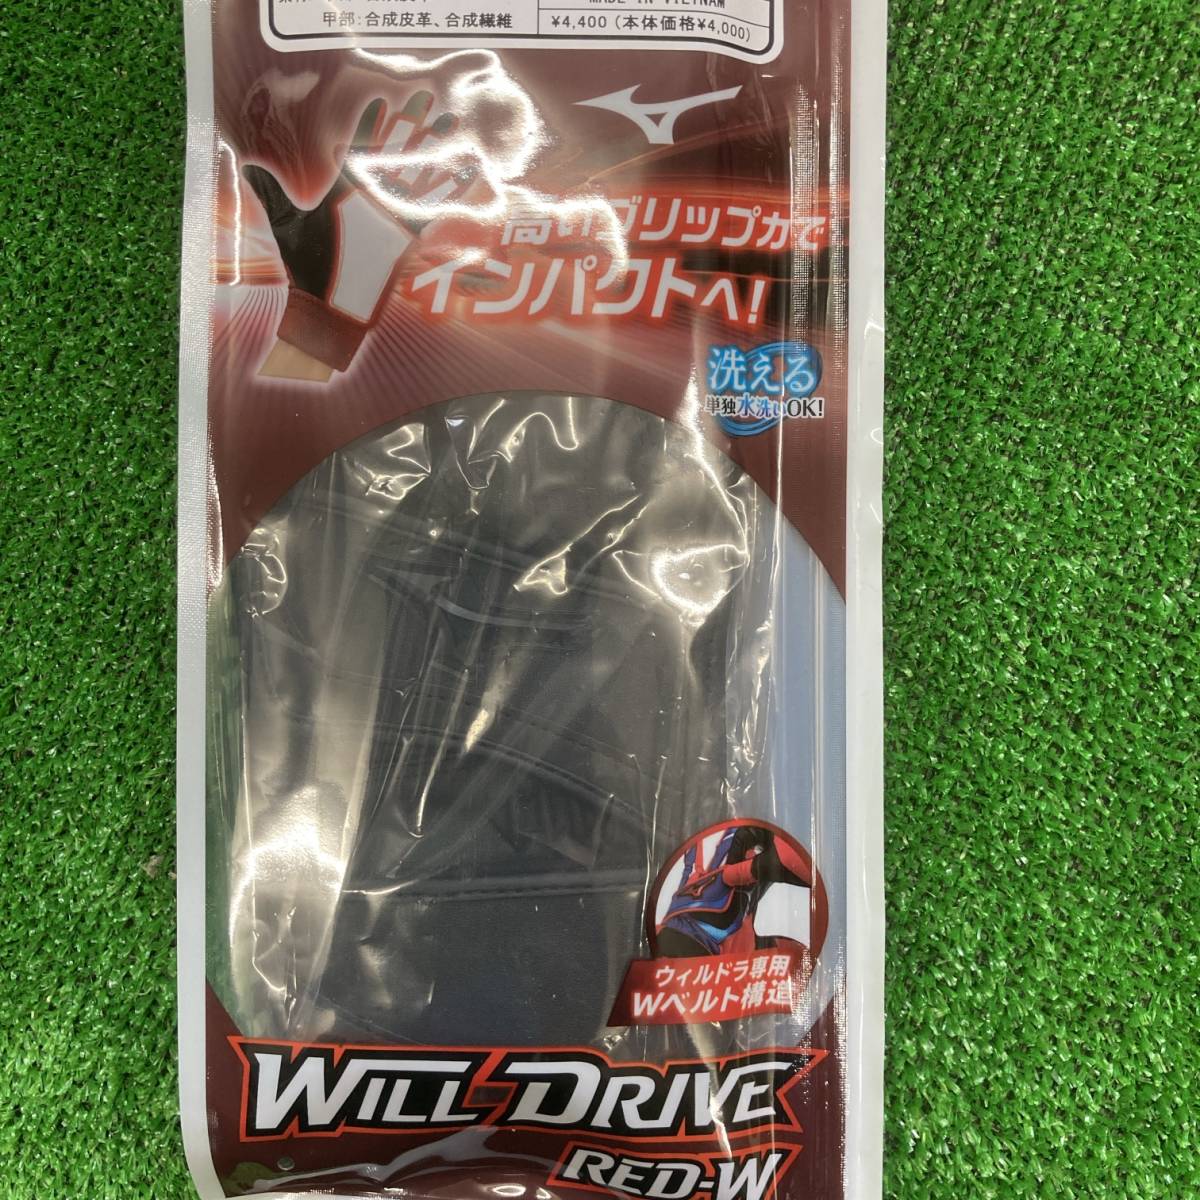 MADE IN VIETNAM
甲部：合成皮革、合成繊維
¥4,400（本体価格¥4,000）
高いグリップ力で
インパクトへ！
洗える
単独水洗いOK！
ウィルドラ専用
Wベルト構造
WILL DRIVE
RED-W